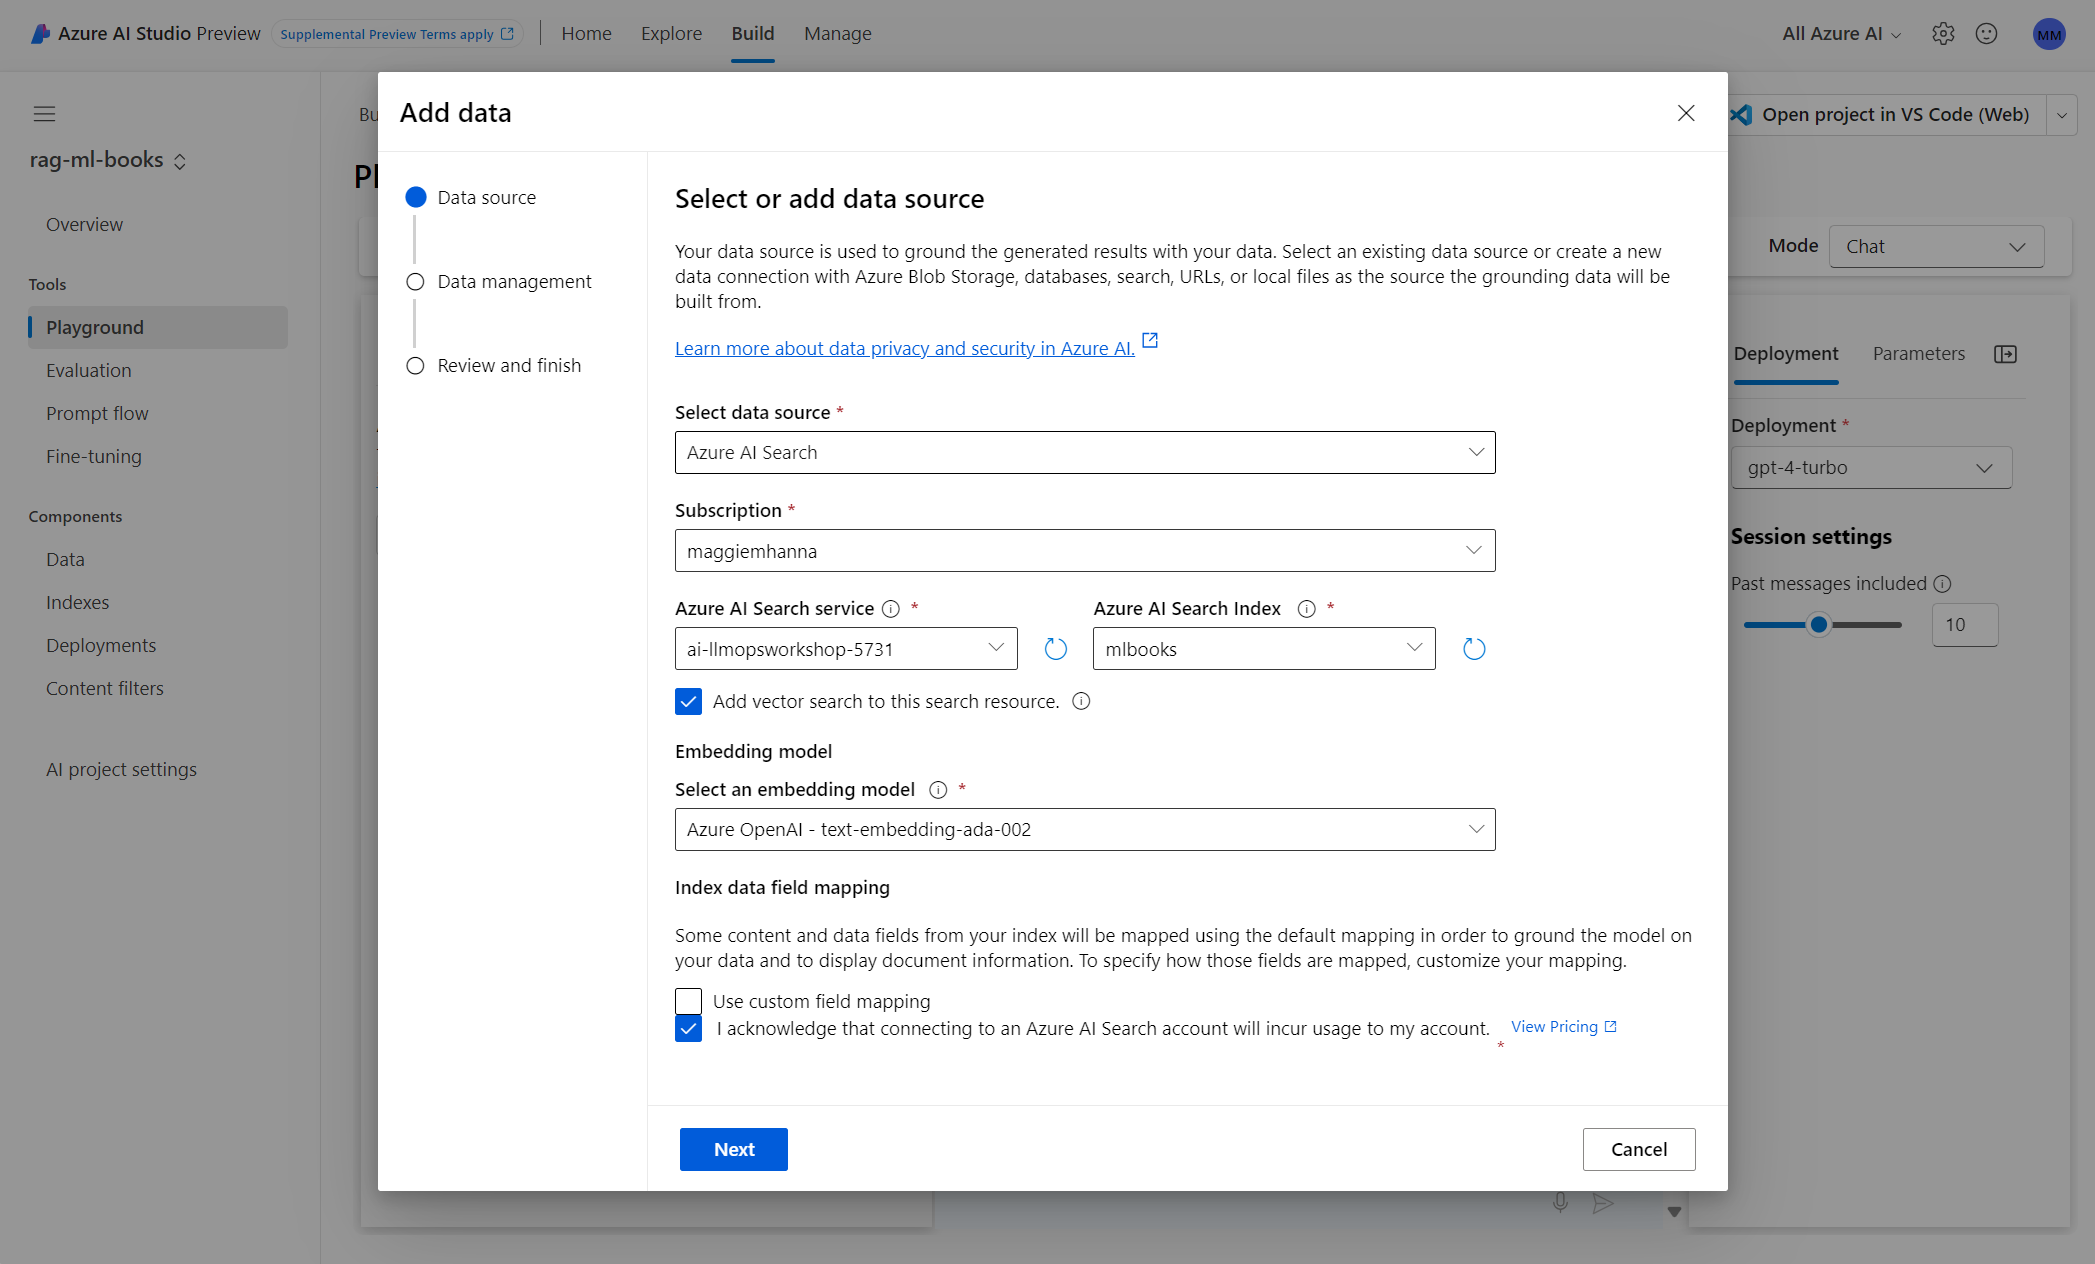 Azure AI Studio Preview
Supplemental Preview Terms apply
Home
Explore
Build
Manage
All Azure AI
MM
rag-ml-books
Overview
Tools
Playground
Evaluation
Prompt flow
Fine-tuning
Components
Data
Indexes
Deployments
Content filters
AI project settings
Bu
Pl
Add data
Data source
Data management
Review and finish
Select or add data source
Your data source is used to ground the generated results with your data. Select an existing data source or create a new
data connection with Azure Blob Storage, databases, search, URLs, or local files as the source the grounding data will be
built from.
Learn more about data privacy and security in Azure AI.
Select data source *
Azure AI Search
Subscription *
maggiemhanna
Azure AI Search service *
ai-llmopsworkshop-5731
Azure AI Search Index *
mlbooks
Add vector search to this search resource.
Embedding model
Select an embedding model *
Azure OpenAI - text-embedding-ada-002
Index data field mapping
Some content and data fields from your index will be mapped using the default mapping in order to ground the model on
your data and to display document information. To specify how those fields are mapped, customize your mapping.
Use custom field mapping
I acknowledge that connecting to an Azure AI Search account will incur usage to my account. View Pricing
*
Next
Cancel
Open project in VS Code (Web)
Mode
Chat
Deployment
Parameters
Deployment *
gpt-4-turbo
Session settings
Past messages included
10